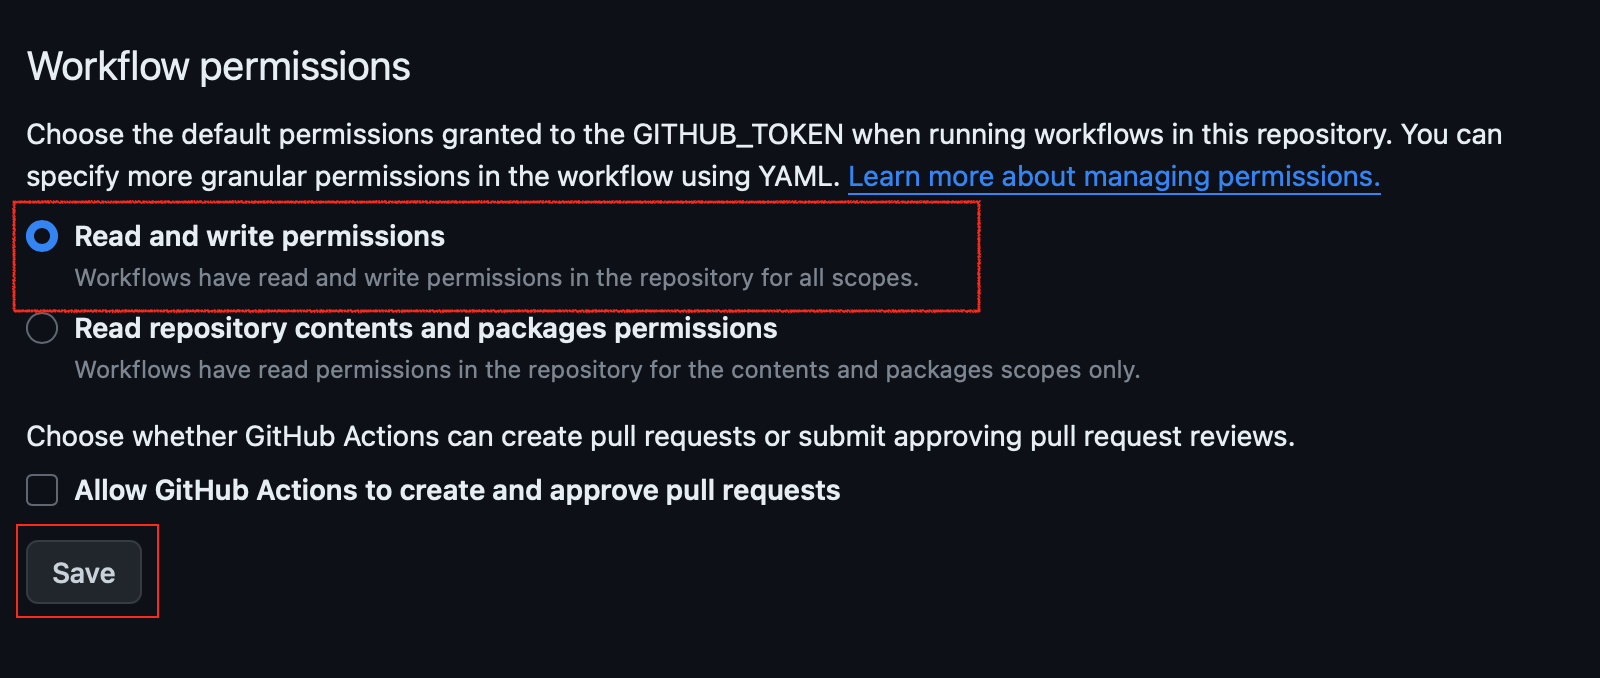 Workflow permissions
Choose the default permissions granted to the GITHUB_TOKEN when running workflows in this repository. You can
specify more granular permissions in the workflow using YAML. Learn more about managing permissions.
Read and write permissions
Workflows have read and write permissions in the repository for all scopes.
Read repository contents and packages permissions
Workflows have read permissions in the repository for the contents and packages scopes only.
Choose whether GitHub Actions can create pull requests or submit approving pull request reviews.
Allow GitHub Actions to create and approve pull requests
Save